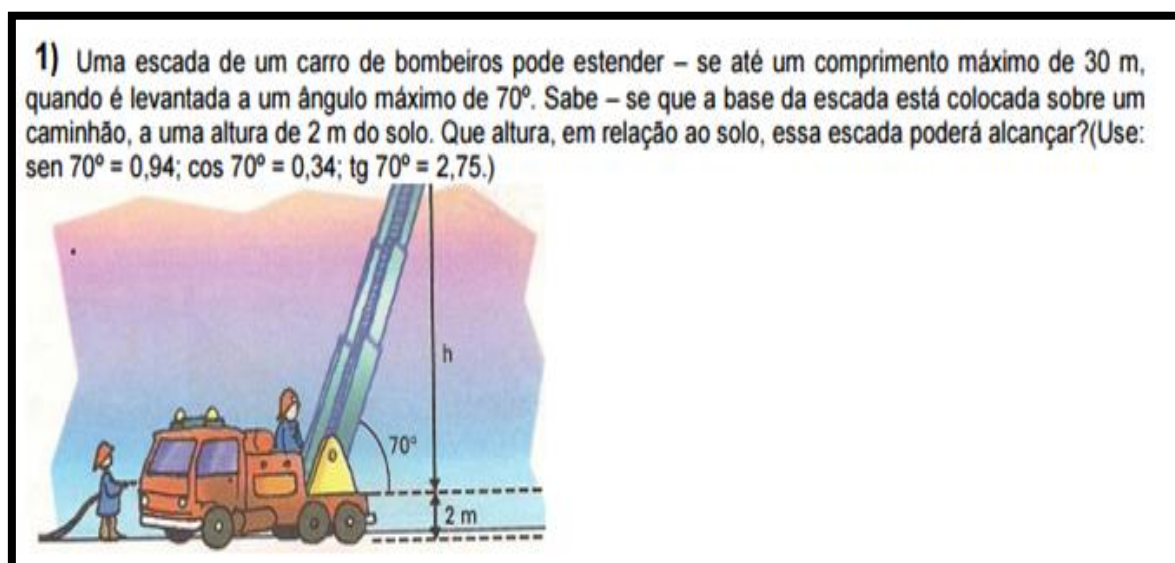 1) Uma escada de um carro de bombeiros pode estender – se até um comprimento máximo de 30 m,
quando é levantada a um ângulo máximo de 70º. Sabe – se que a base da escada está colocada sobre um
caminhão, a uma altura de 2 m do solo. Que altura, em relação ao solo, essa escada poderá alcançar?(Use:
sen 70º = 0,94; cos 70º = 0,34; tg 70º = 2,75.)
h
70º
2 m